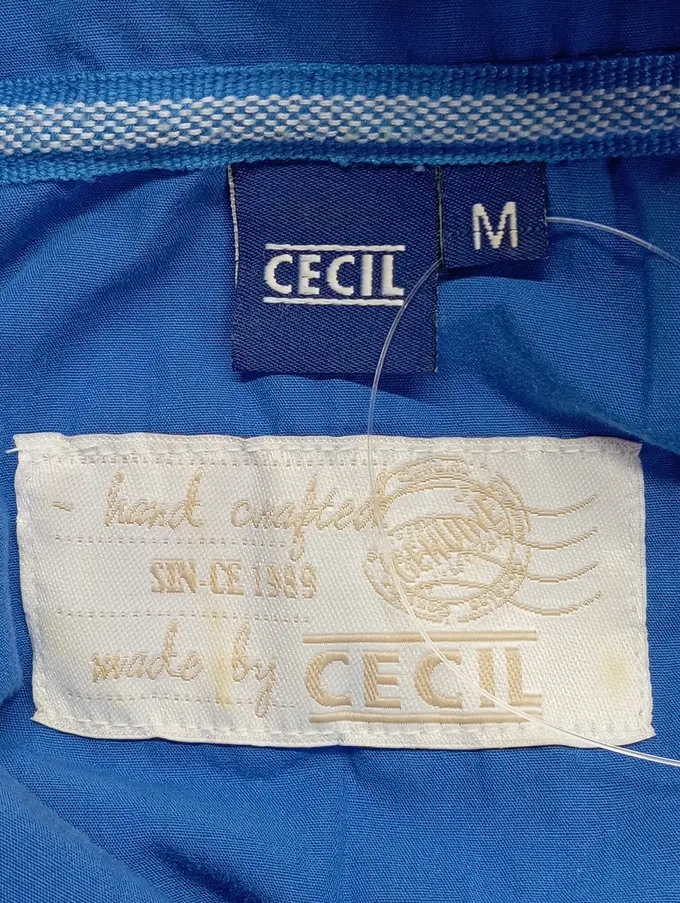 CECIL
M
- hand crafted
GENUINE
SIN-CE 1989
made by CECIL